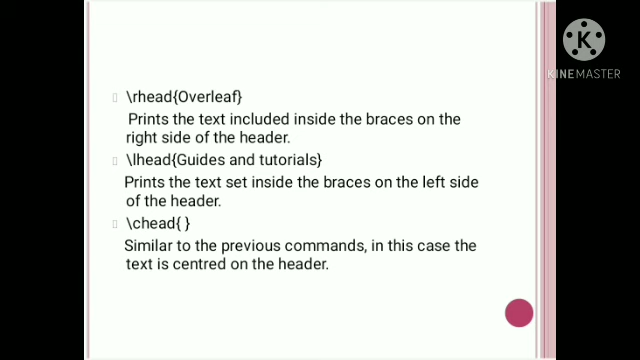 \rhead{Overleaf}
Prints the text included inside the braces on the
right side of the header.
\lhead{Guides and tutorials}
Prints the text set inside the braces on the left side
of the header.
\chead{ }
Similar to the previous commands, in this case the
text is centred on the header.
K
KINEMASTER